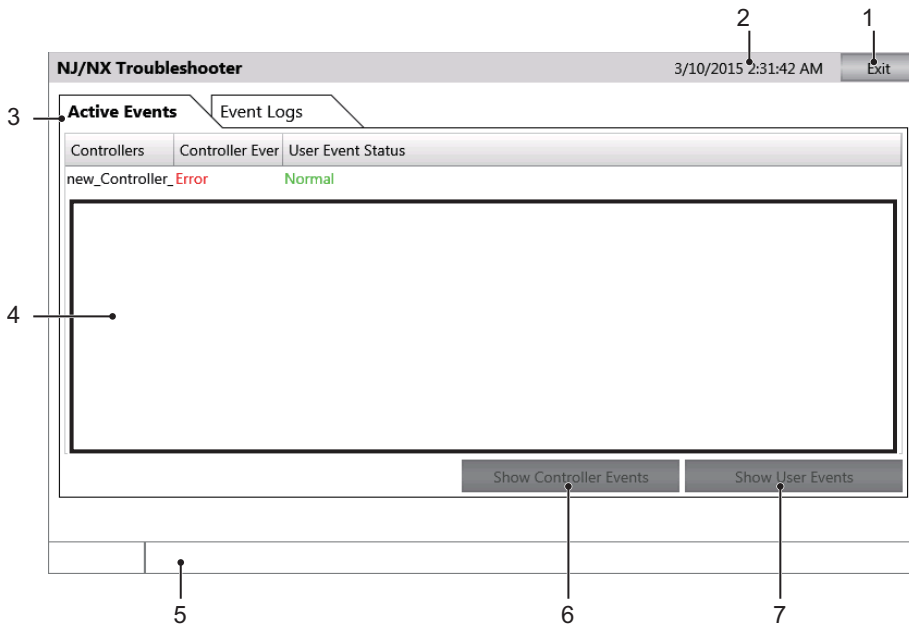 2 1
NJ/NX Troubleshooter 3/10/2015 2:31:42 AM Exit
3 Active Events Event Logs
Controllers Controller Ever User Event Status
new_Controller_ Error Normal
4
Show Controller Events Show User Events
5 6 7